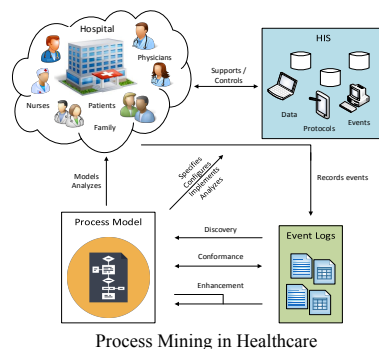 Hospital
Physicians
Nurses
Patients
Family
Supports /
Controls
HIS
Data
Protocols
Events
Models
Analyzes
Specifies
Configures
Implements
Analyzes
Records events
Process Model
Discovery
Conformance
Enhancement
Event Logs
Process Mining in Healthcare